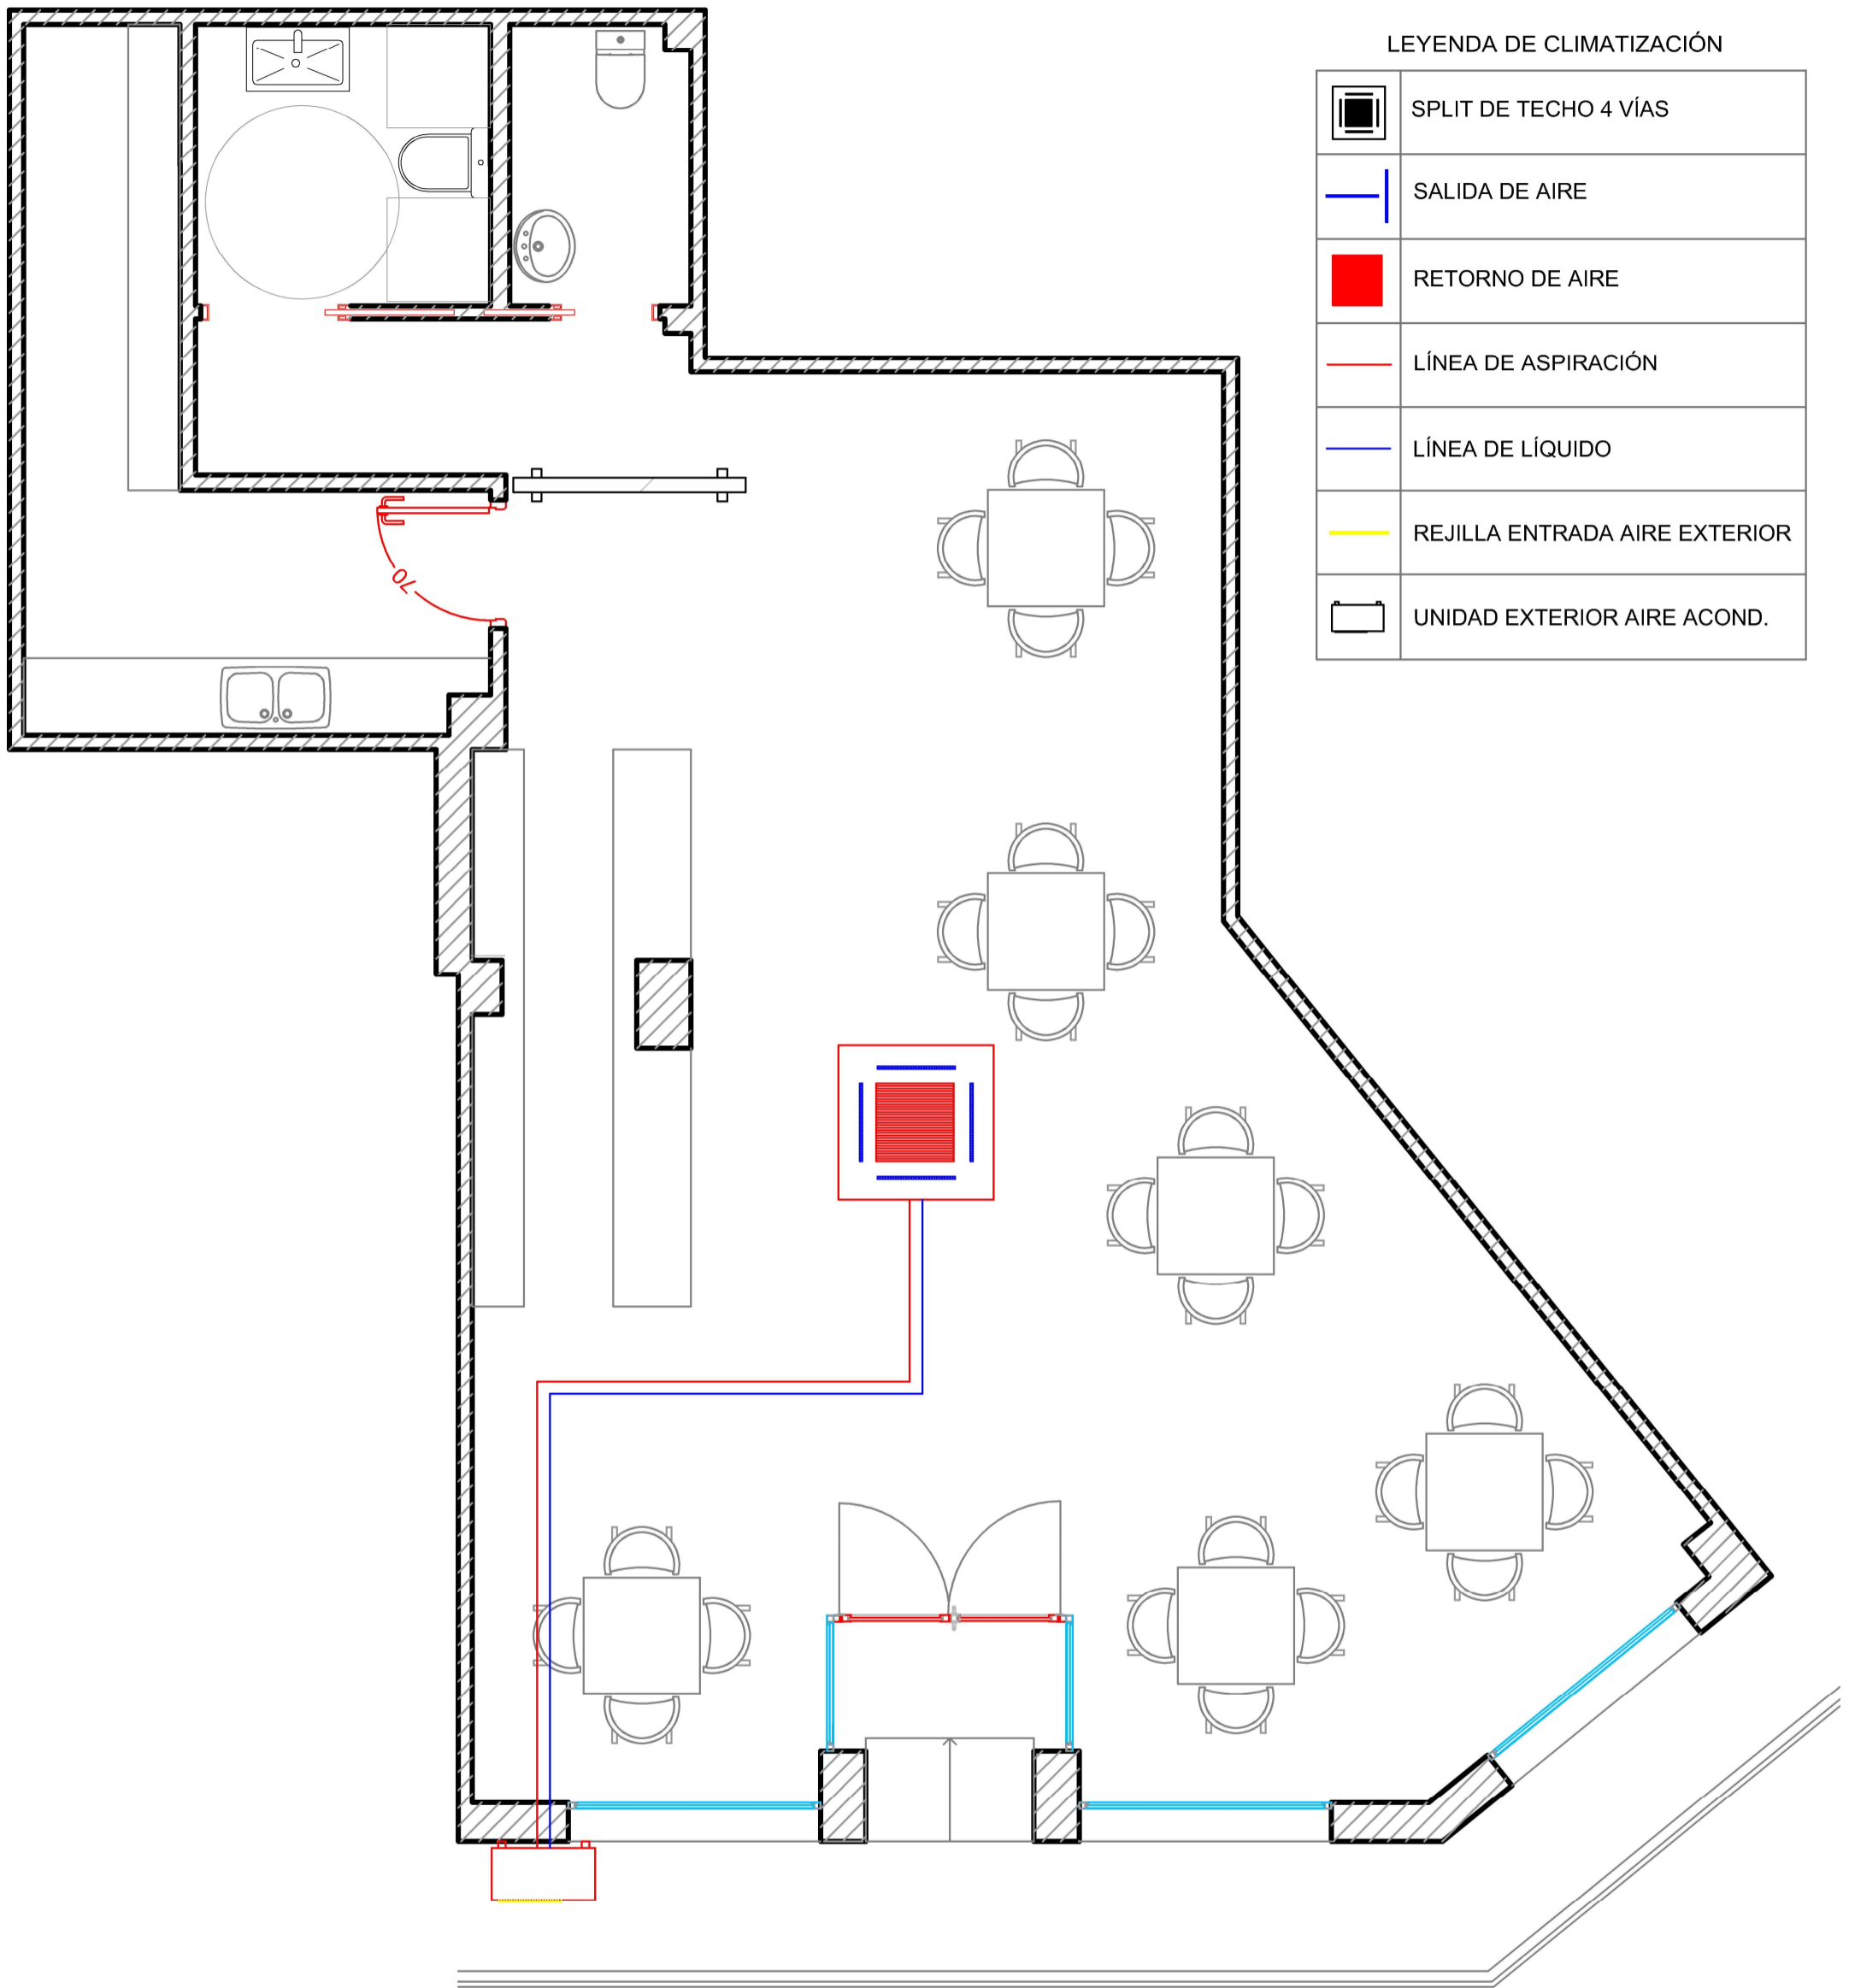 LEYENDA DE CLIMATIZACIÓN
SPLIT DE TECHO 4 VÍAS
SALIDA DE AIRE
RETORNO DE AIRE
LÍNEA DE ASPIRACIÓN
LÍNEA DE LÍQUIDO
REJILLA ENTRADA AIRE EXTERIOR
UNIDAD EXTERIOR AIRE ACOND.
70